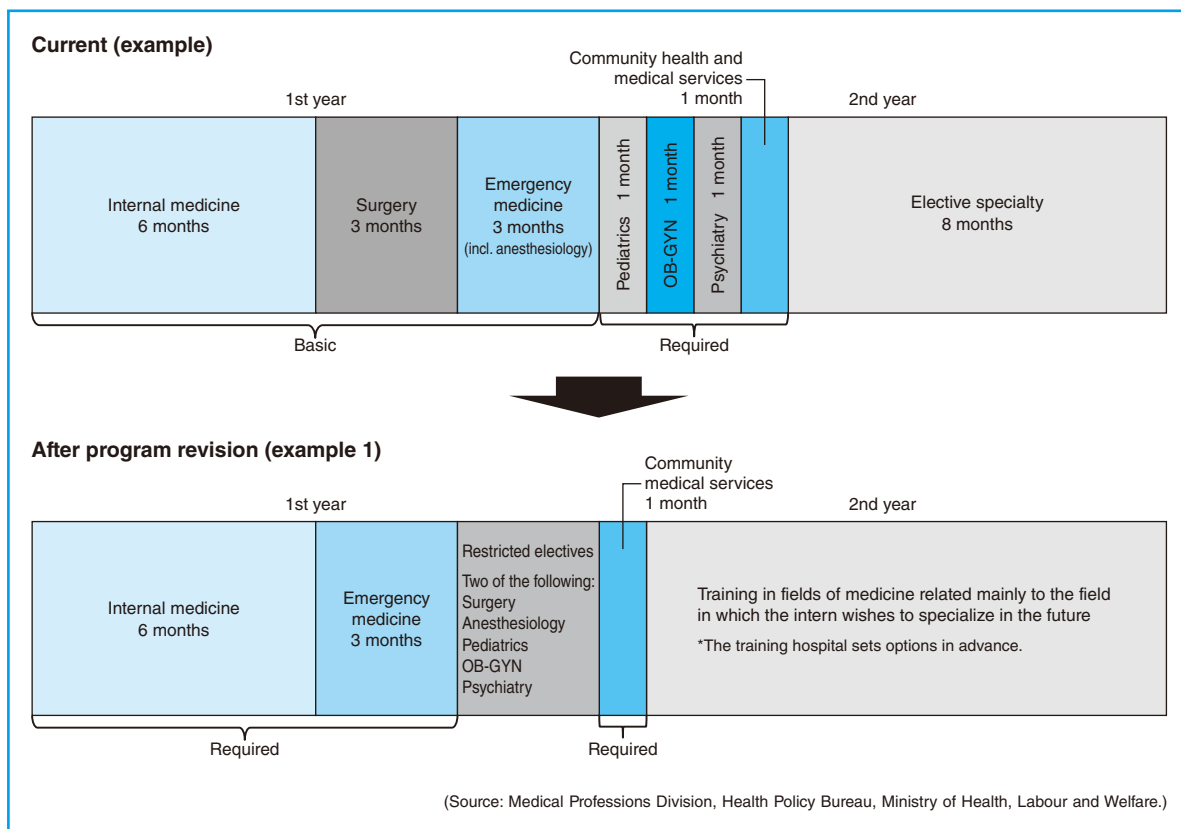 Current (example)
Community health and
medical services
1 month
1st year
2nd year
Internal medicine
6 months
Surgery
3 months
Emergency
medicine
3 months
(incl. anesthesiology)
Pediatrics 1 month
OB-GYN 1 month
Psychiatry 1 month
Elective specialty
8 months
Basic
Required
After program revision (example 1)
Community
medical services
1 month
1st year
2nd year
Internal medicine
6 months
Emergency
medicine
3 months
Restricted electives
Two of the following:
Surgery
Anesthesiology
Pediatrics
OB-GYN
Psychiatry
Training in fields of medicine related mainly to the field
in which the intern wishes to specialize in the future
*The training hospital sets options in advance.
Required
Required
(Source: Medical Professions Division, Health Policy Bureau, Ministry of Health, Labour and Welfare.)